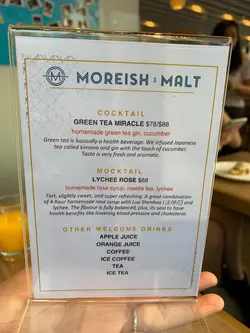 MOREISH & MALT
COCKTAIL
GREEN TEA MIRACLE $78/$88
homemade green tea gin, cucumber
Green tea is basically a health beverage. We infused Japanese
tea called kimono and gin with the touch of cucumber.
Taste is very fresh and aromatic.
MOCKTAIL
LYCHEE ROSE $68
homemade rose syrup, roselle tea, lychee
Tart, slightly sweet, and super refreshing. A great combination
of 4-hour homemade rose syrup with Luo Shenhua
lychee. The flavour is fully balanced, plus, its said to have
health benefits like lowering blood pressure and cholesterol.
OTHER WELCOME DRINKS
APPLE JUICE
ORANGE JUICE
COFFEE
ICE COFFEE
TEA
ICE TEA